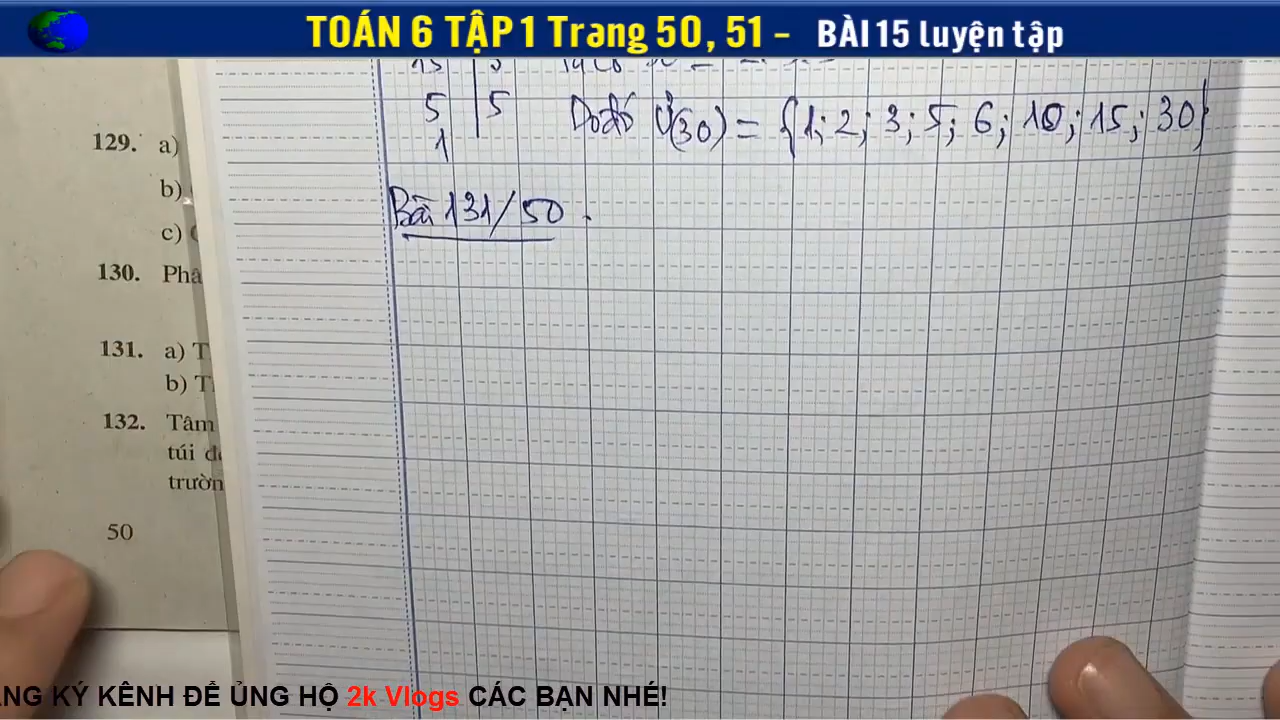 TOÁN 6 TẬP 1 Trang 50, 51 - BÀI 15 luyện tập
5 | 5 Do đó Ư(30) = {1; 2; 3; 5; 6; 10; 15; 30}
1
Bài 131/50.
129. a)
b)
c)
130. Phâ
131. a) T
b) T
132. Tâm
túi
trườn
50
KÝ KÊNH ĐỂ ỦNG HỘ 2k Vlogs CÁC BẠN NHÉ!